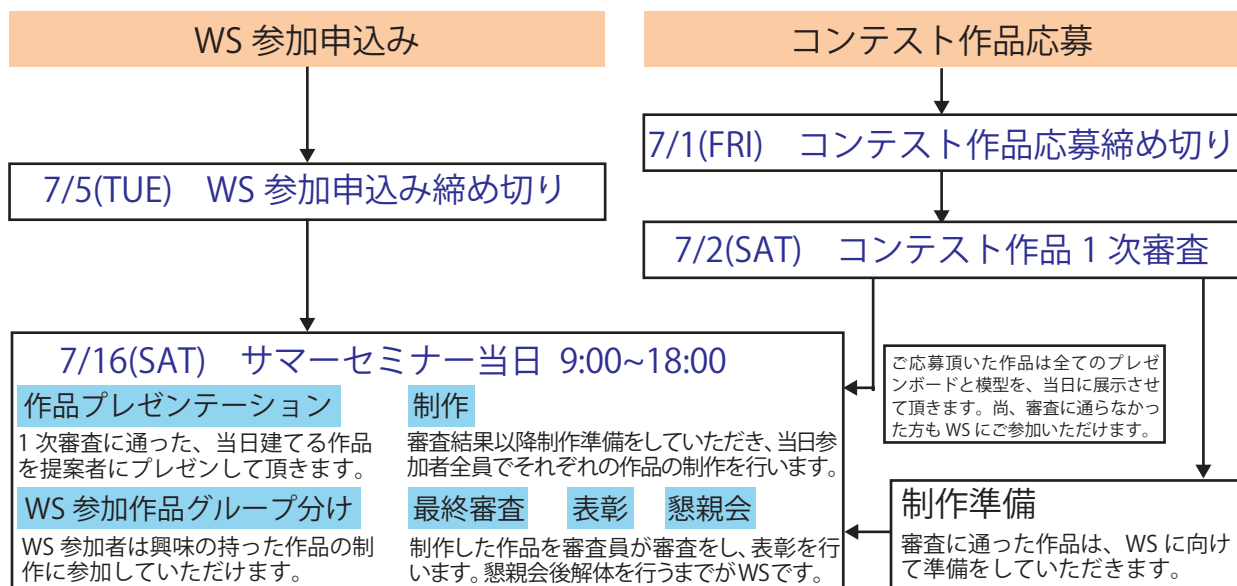 WS 参加申込み
7/5(TUE) WS 参加申込み締め切り
コンテスト作品応募
7/1(FRI) コンテスト作品応募締め切り
7/2(SAT) コンテスト作品 1 次審査
ご応募頂いた作品は全てのプレゼ
ンボードと模型を、当日に展示させ
て頂きます。尚、審査に通らなかっ
た方も WS にご参加いただけます。
制作準備
審査に通った作品は、WS に向け
て準備をしていただきます。
7/16(SAT) サマーセミナー当日 9:00~18:00
作品プレゼンテーション
1 次審査に通った、当日建てる作品
を提案者にプレゼンして頂きます。
制作
審査結果以降制作準備をしていただき、当日参
加者全員でそれぞれの作品の制作を行います。
WS 参加作品グループ分け
WS 参加者は興味の持った作品の制
作に参加していただけます。
最終審査 表彰 懇親会
制作した作品を審査員が審査をし、表彰を行
います。懇親会後解体を行うまでがWSです。